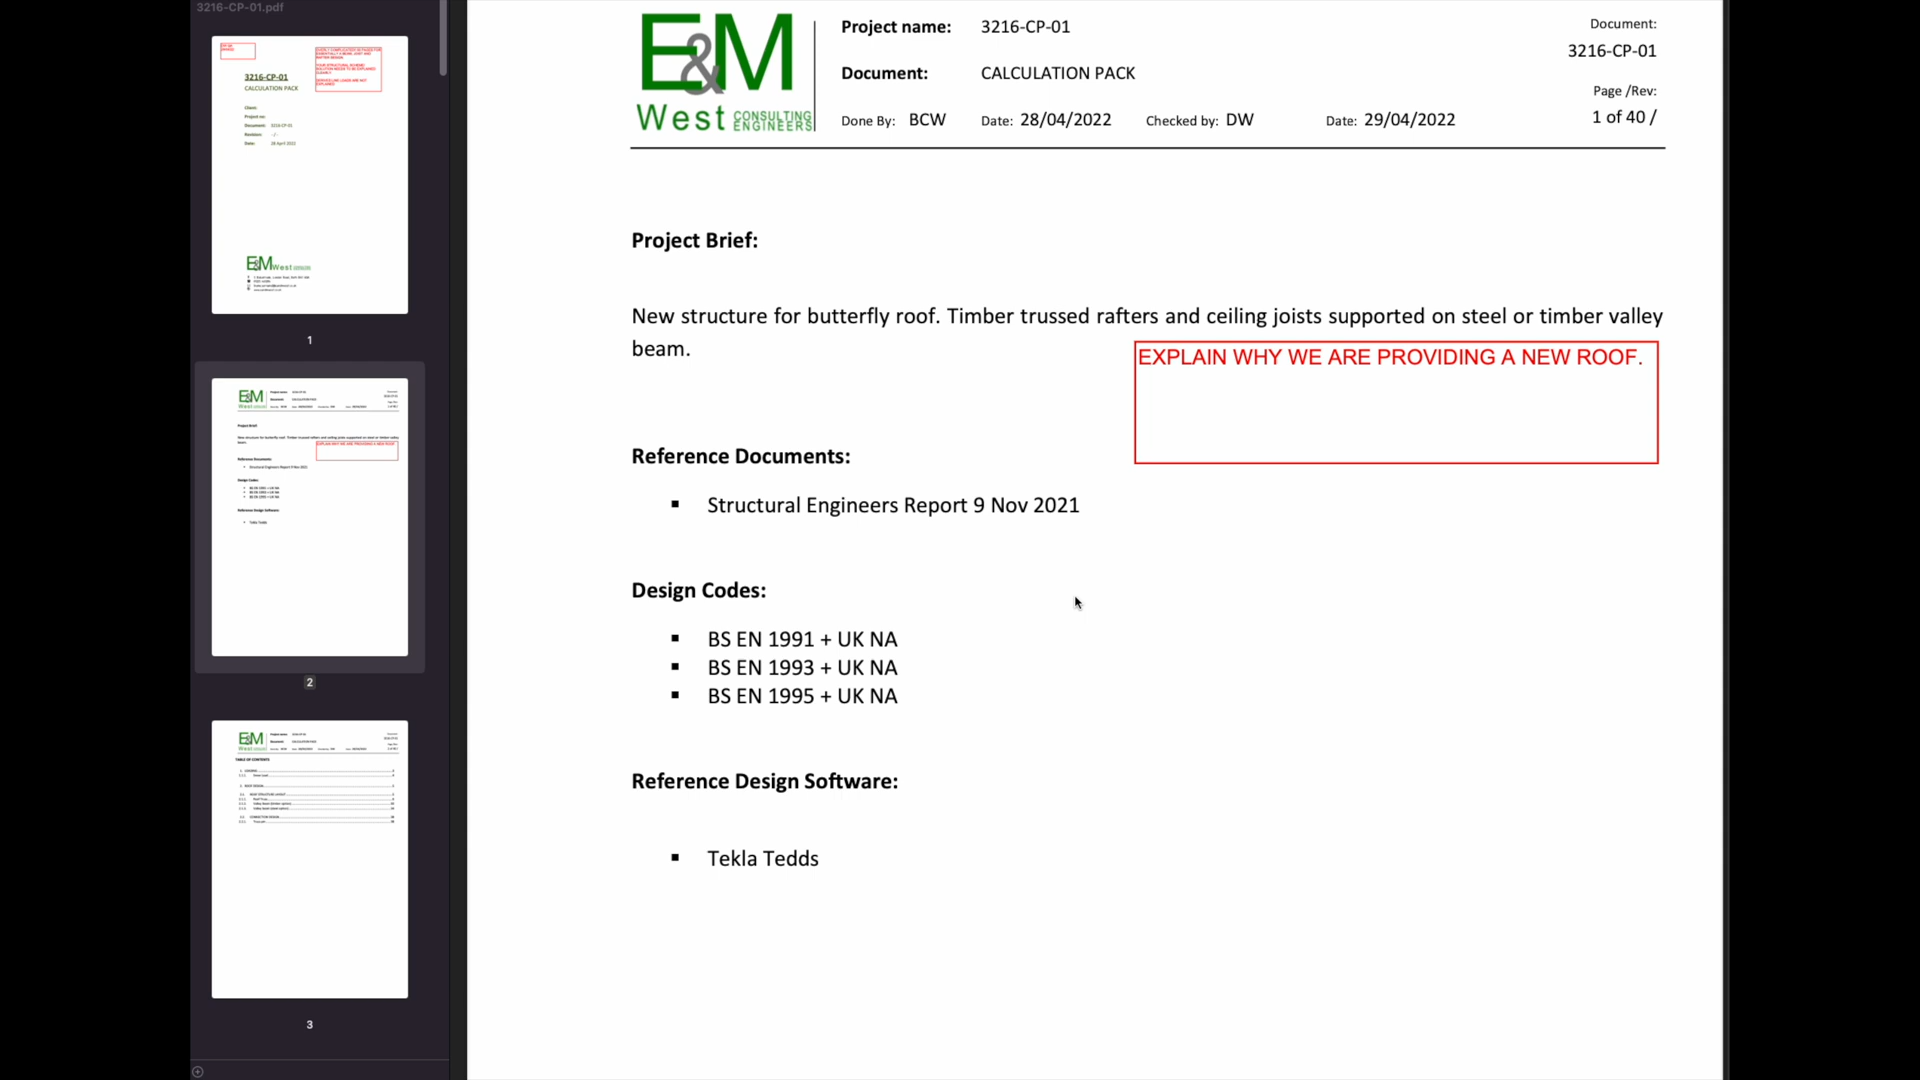 3216-CP-01.pdf
3216-CP-01
CALCULATION PACK
1
2
TABLE OF CONTENTS
3
E&M
West CONSULTING ENGINEERS
Project name: 3216-CP-01
Document: CALCULATION PACK
Done By: BCW Date: 28/04/2022 Checked by: DW Date: 29/04/2022
Document:
3216-CP-01
Page /Rev:
1 of 40 /
Project Brief:
New structure for butterfly roof. Timber trussed rafters and ceiling joists supported on steel or timber valley
beam.
EXPLAIN WHY WE ARE PROVIDING A NEW ROOF.
Reference Documents:
▪ Structural Engineers Report 9 Nov 2021
Design Codes:
▪ BS EN 1991 + UK NA
▪ BS EN 1993 + UK NA
▪ BS EN 1995 + UK NA
Reference Design Software:
▪ Tekla Tedds